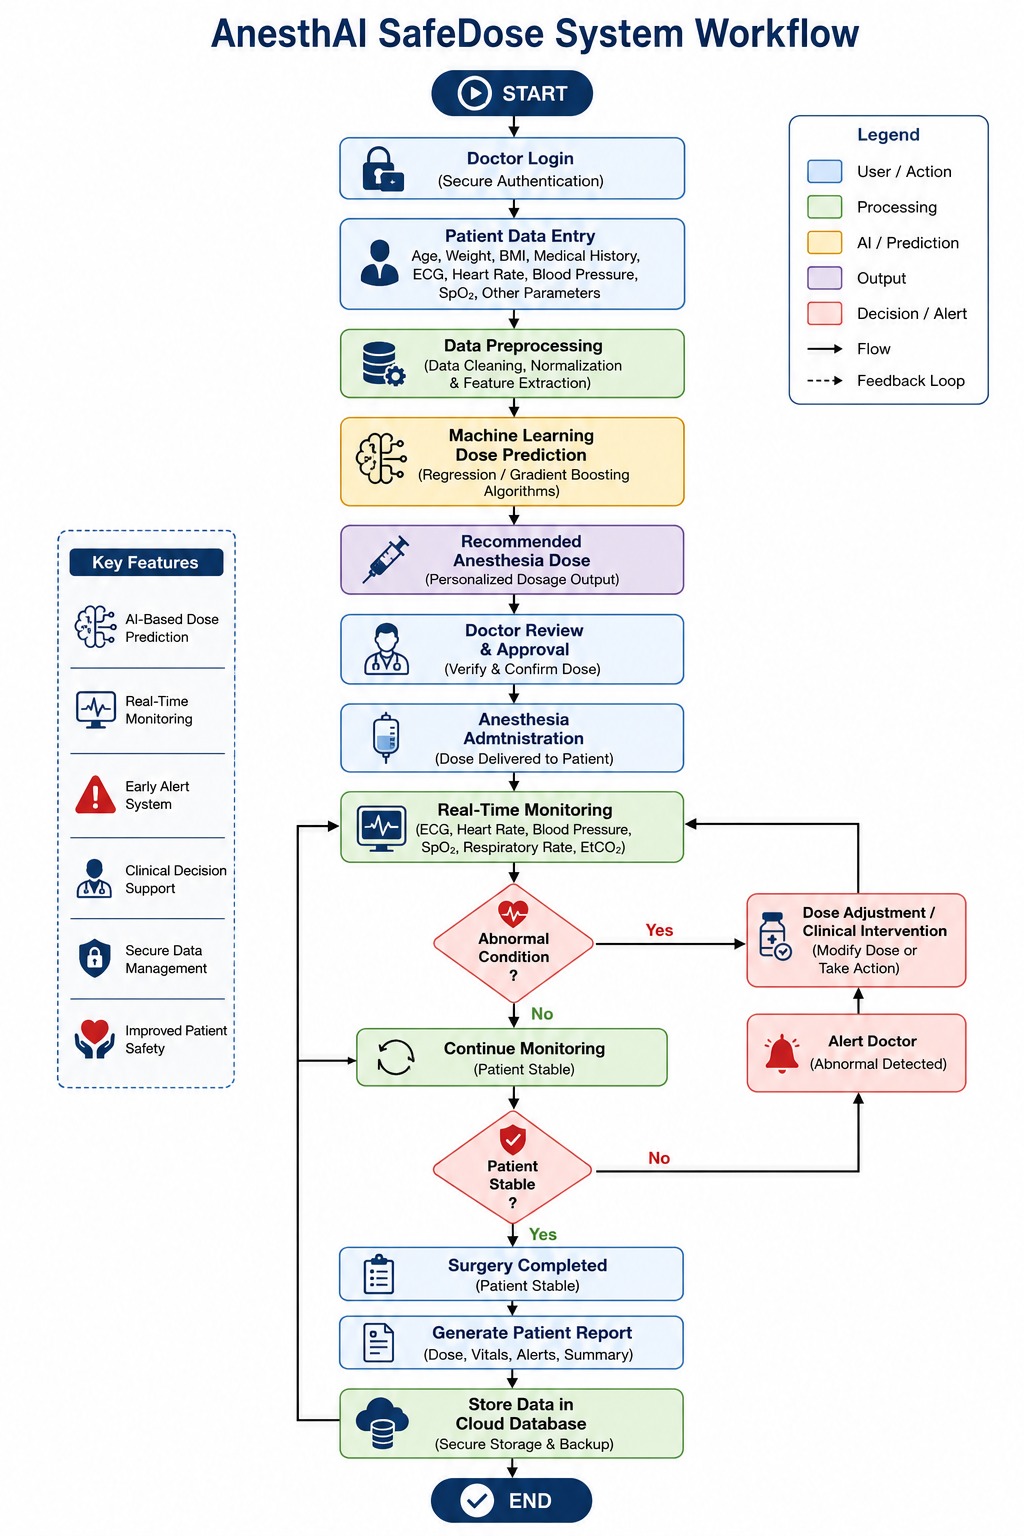 AnesthAI SafeDose System Workflow
START
Legend
User / Action
Processing
AI / Prediction
Output
Decision / Alert
Flow
Feedback Loop
Doctor Login
(Secure Authentication)
Patient Data Entry
Age, Weight, BMI, Medical History,
ECG, Heart Rate, Blood Pressure,
SpO₂, Other Parameters
Data Preprocessing
(Data Cleaning, Normalization
& Feature Extraction)
Machine Learning
Dose Prediction
(Regression / Gradient Boosting
Algorithms)
Recommended
Anesthesia Dose
(Personalized Dosage Output)
Doctor Review
& Approval
(Verify & Confirm Dose)
Anesthesia
Admtnistration
(Dose Delivered to Patient)
Real-Time Monitoring
(ECG, Heart Rate, Blood Pressure,
SpO₂, Respiratory Rate, EtCO₂)
Abnormal
Condition
?
Yes
Dose Adjustment /
Clinical Intervention
(Modify Dose or
Take Action)
No
Continue Monitoring
(Patient Stable)
Alert Doctor
(Abnormal Detected)
Patient
Stable
?
No
Yes
Surgery Completed
(Patient Stable)
Generate Patient Report
(Dose, Vitals, Alerts, Summary)
Store Data in
Cloud Database
(Secure Storage & Backup)
END
Key Features
AI-Based Dose
Prediction
Real-Time
Monitoring
Early Alert
System
Clinical Decision
Support
Secure Data
Management
Improved Patient
Safety